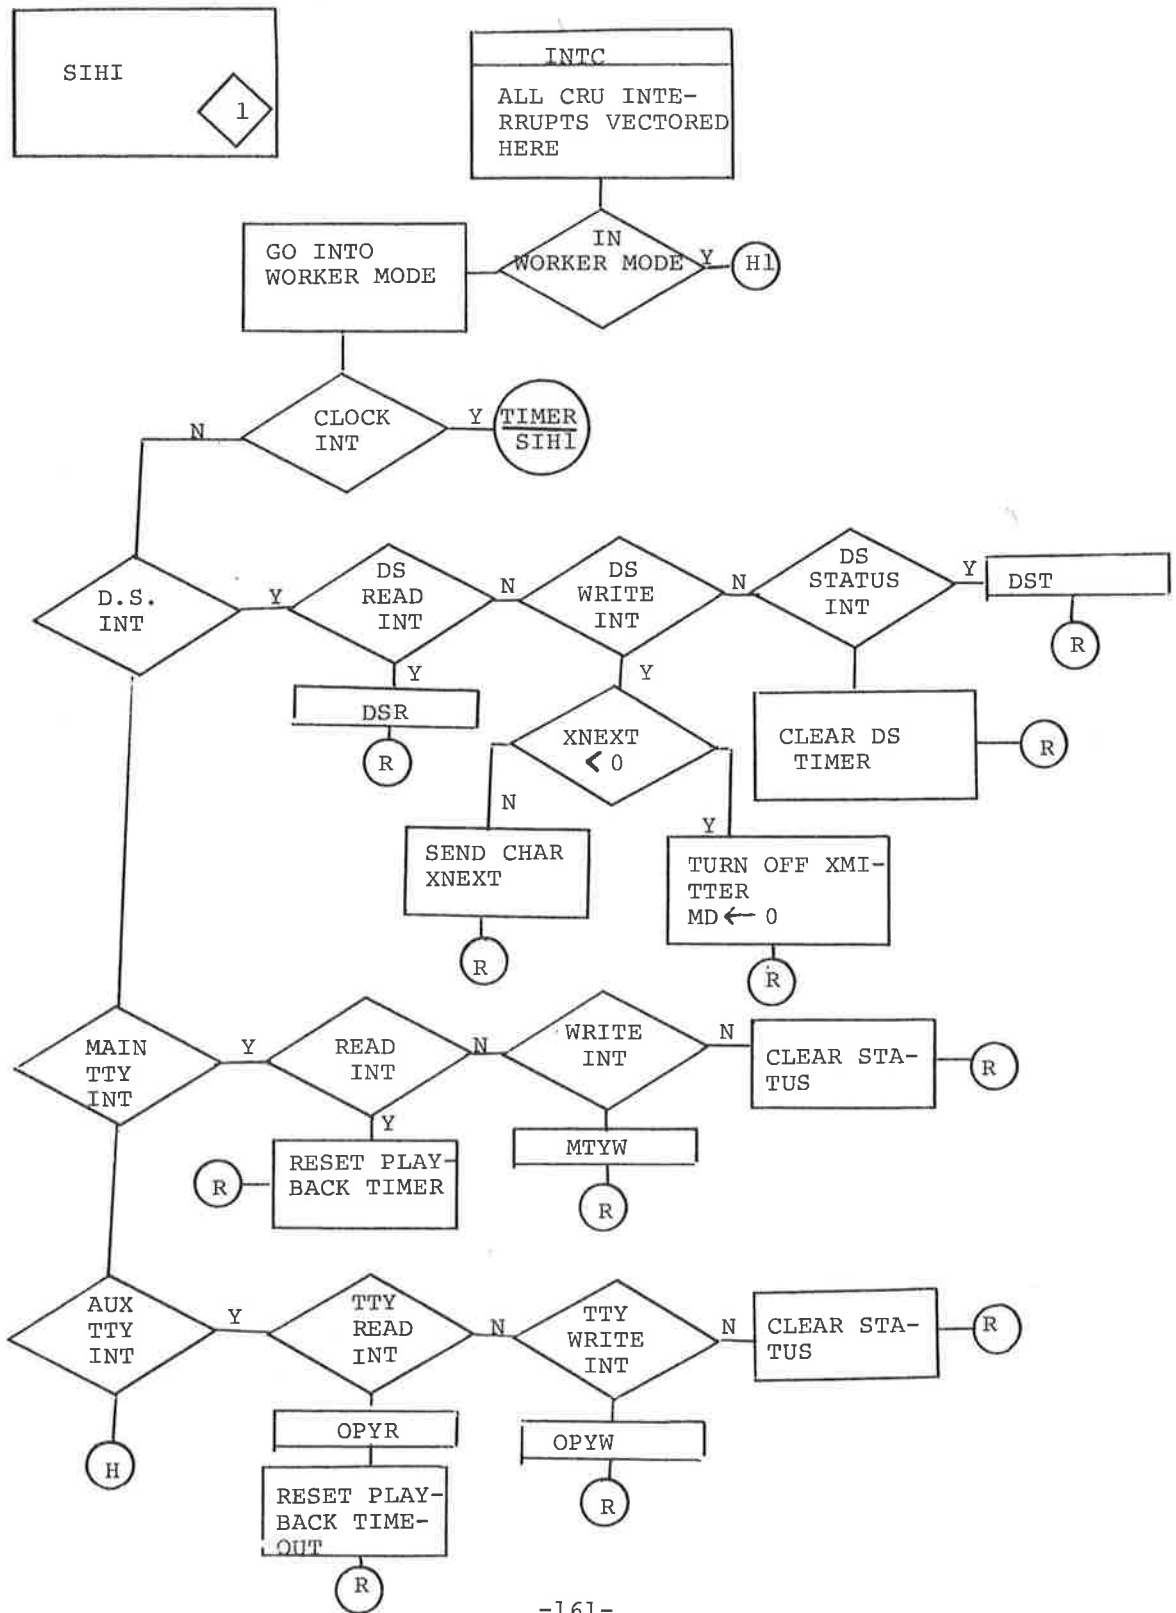 SIHI
1
INTC
ALL CRU INTE-
RRUPTS VECTORED
HERE
IN
WORKER MODE
Y
H1
GO INTO
WORKER MODE
CLOCK
INT
N
Y
TIMER
SIH1
D.S.
INT
Y
DS
READ
INT
N
DS
WRITE
INT
N
DS
STATUS
INT
Y
DST
R
Y
DSR
R
Y
XNEXT
< 0
CLEAR DS
TIMER
R
N
SEND CHAR
XNEXT
R
Y
TURN OFF XMI-
TTER
MD ← 0
R
MAIN
TTY
INT
Y
READ
INT
N
WRITE
INT
N
CLEAR STA-
TUS
R
Y
RESET PLAY-
BACK TIMER
R
MTYW
R
AUX
TTY
INT
Y
TTY
READ
INT
N
TTY
WRITE
INT
N
CLEAR STA-
TUS
R
H
OPYR
RESET PLAY-
BACK TIME-
OUT
R
OPYW
R
-161-